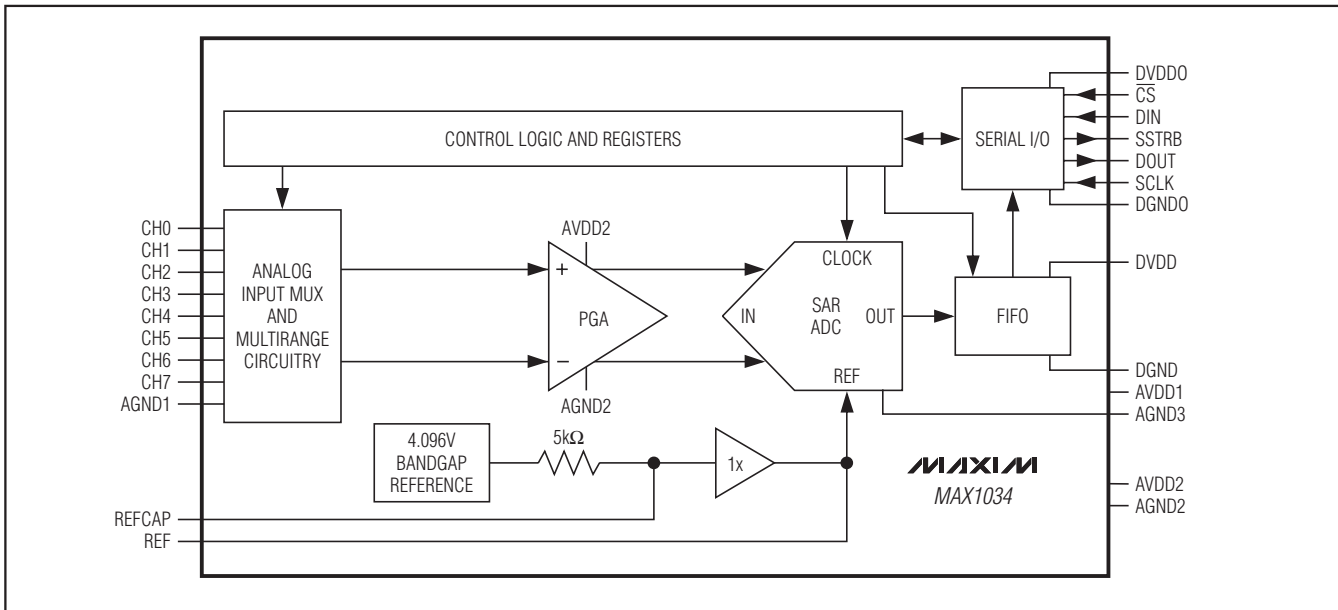 CONTROL LOGIC AND REGISTERS
SERIAL I/O
DVDDO
CS
DIN
SSTRB
DOUT
SCLK
DGNDO
CH0
CH1
CH2
CH3
CH4
CH5
CH6
CH7
AGND1
ANALOG
INPUT MUX
AND
MULTIRANGE
CIRCUITRY
AVDD2
+
PGA
−
AGND2
CLOCK
IN
SAR
ADC
OUT
REF
FIFO
DVDD
DGND
AVDD1
AGND3
4.096V
BANDGAP
REFERENCE
5kΩ
1x
MAXIM
MAX1034
AVDD2
AGND2
REFCAP
REF